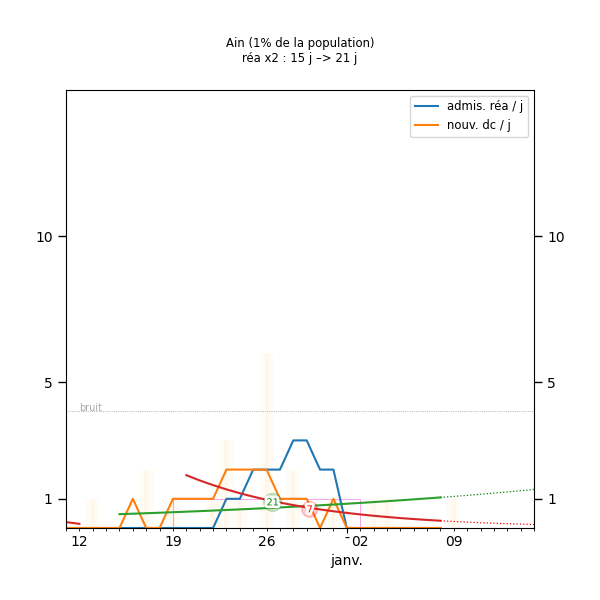 Ain (1% de la population)
réa x2 : 15 j –> 21 j
admis. réa / j
nouv. dc / j
10 10
5 5
bruit
1 1
21
7
12 19 26 02 09
janv.